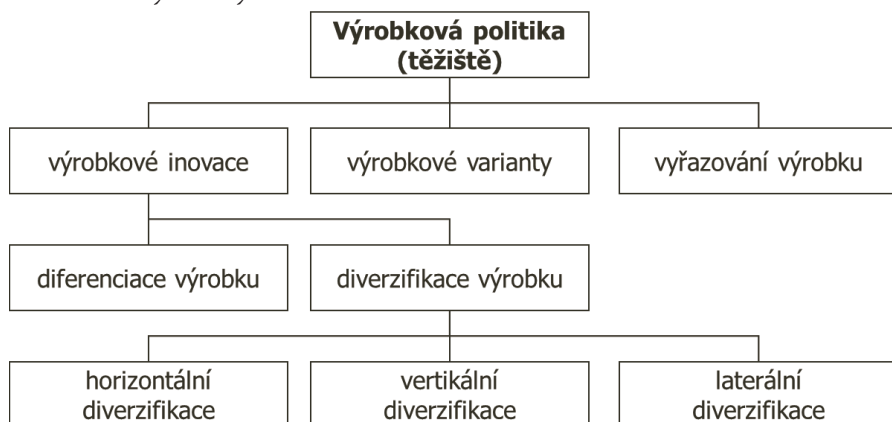 Výrobková politika
(těžiště)
výrobkové inovace
výrobkové varianty
vyřazování výrobku
diferenciace výrobku
diverzifikace výrobku
horizontální
diverzifikace
vertikální
diverzifikace
laterální
diverzifikace